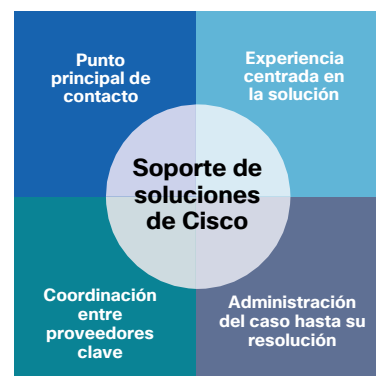 Punto
principal de
contacto
Experiencia
centrada en
la solución
Soporte de
soluciones
de Cisco
Coordinación
entre
proveedores
clave
Administración
del caso hasta su
resolución